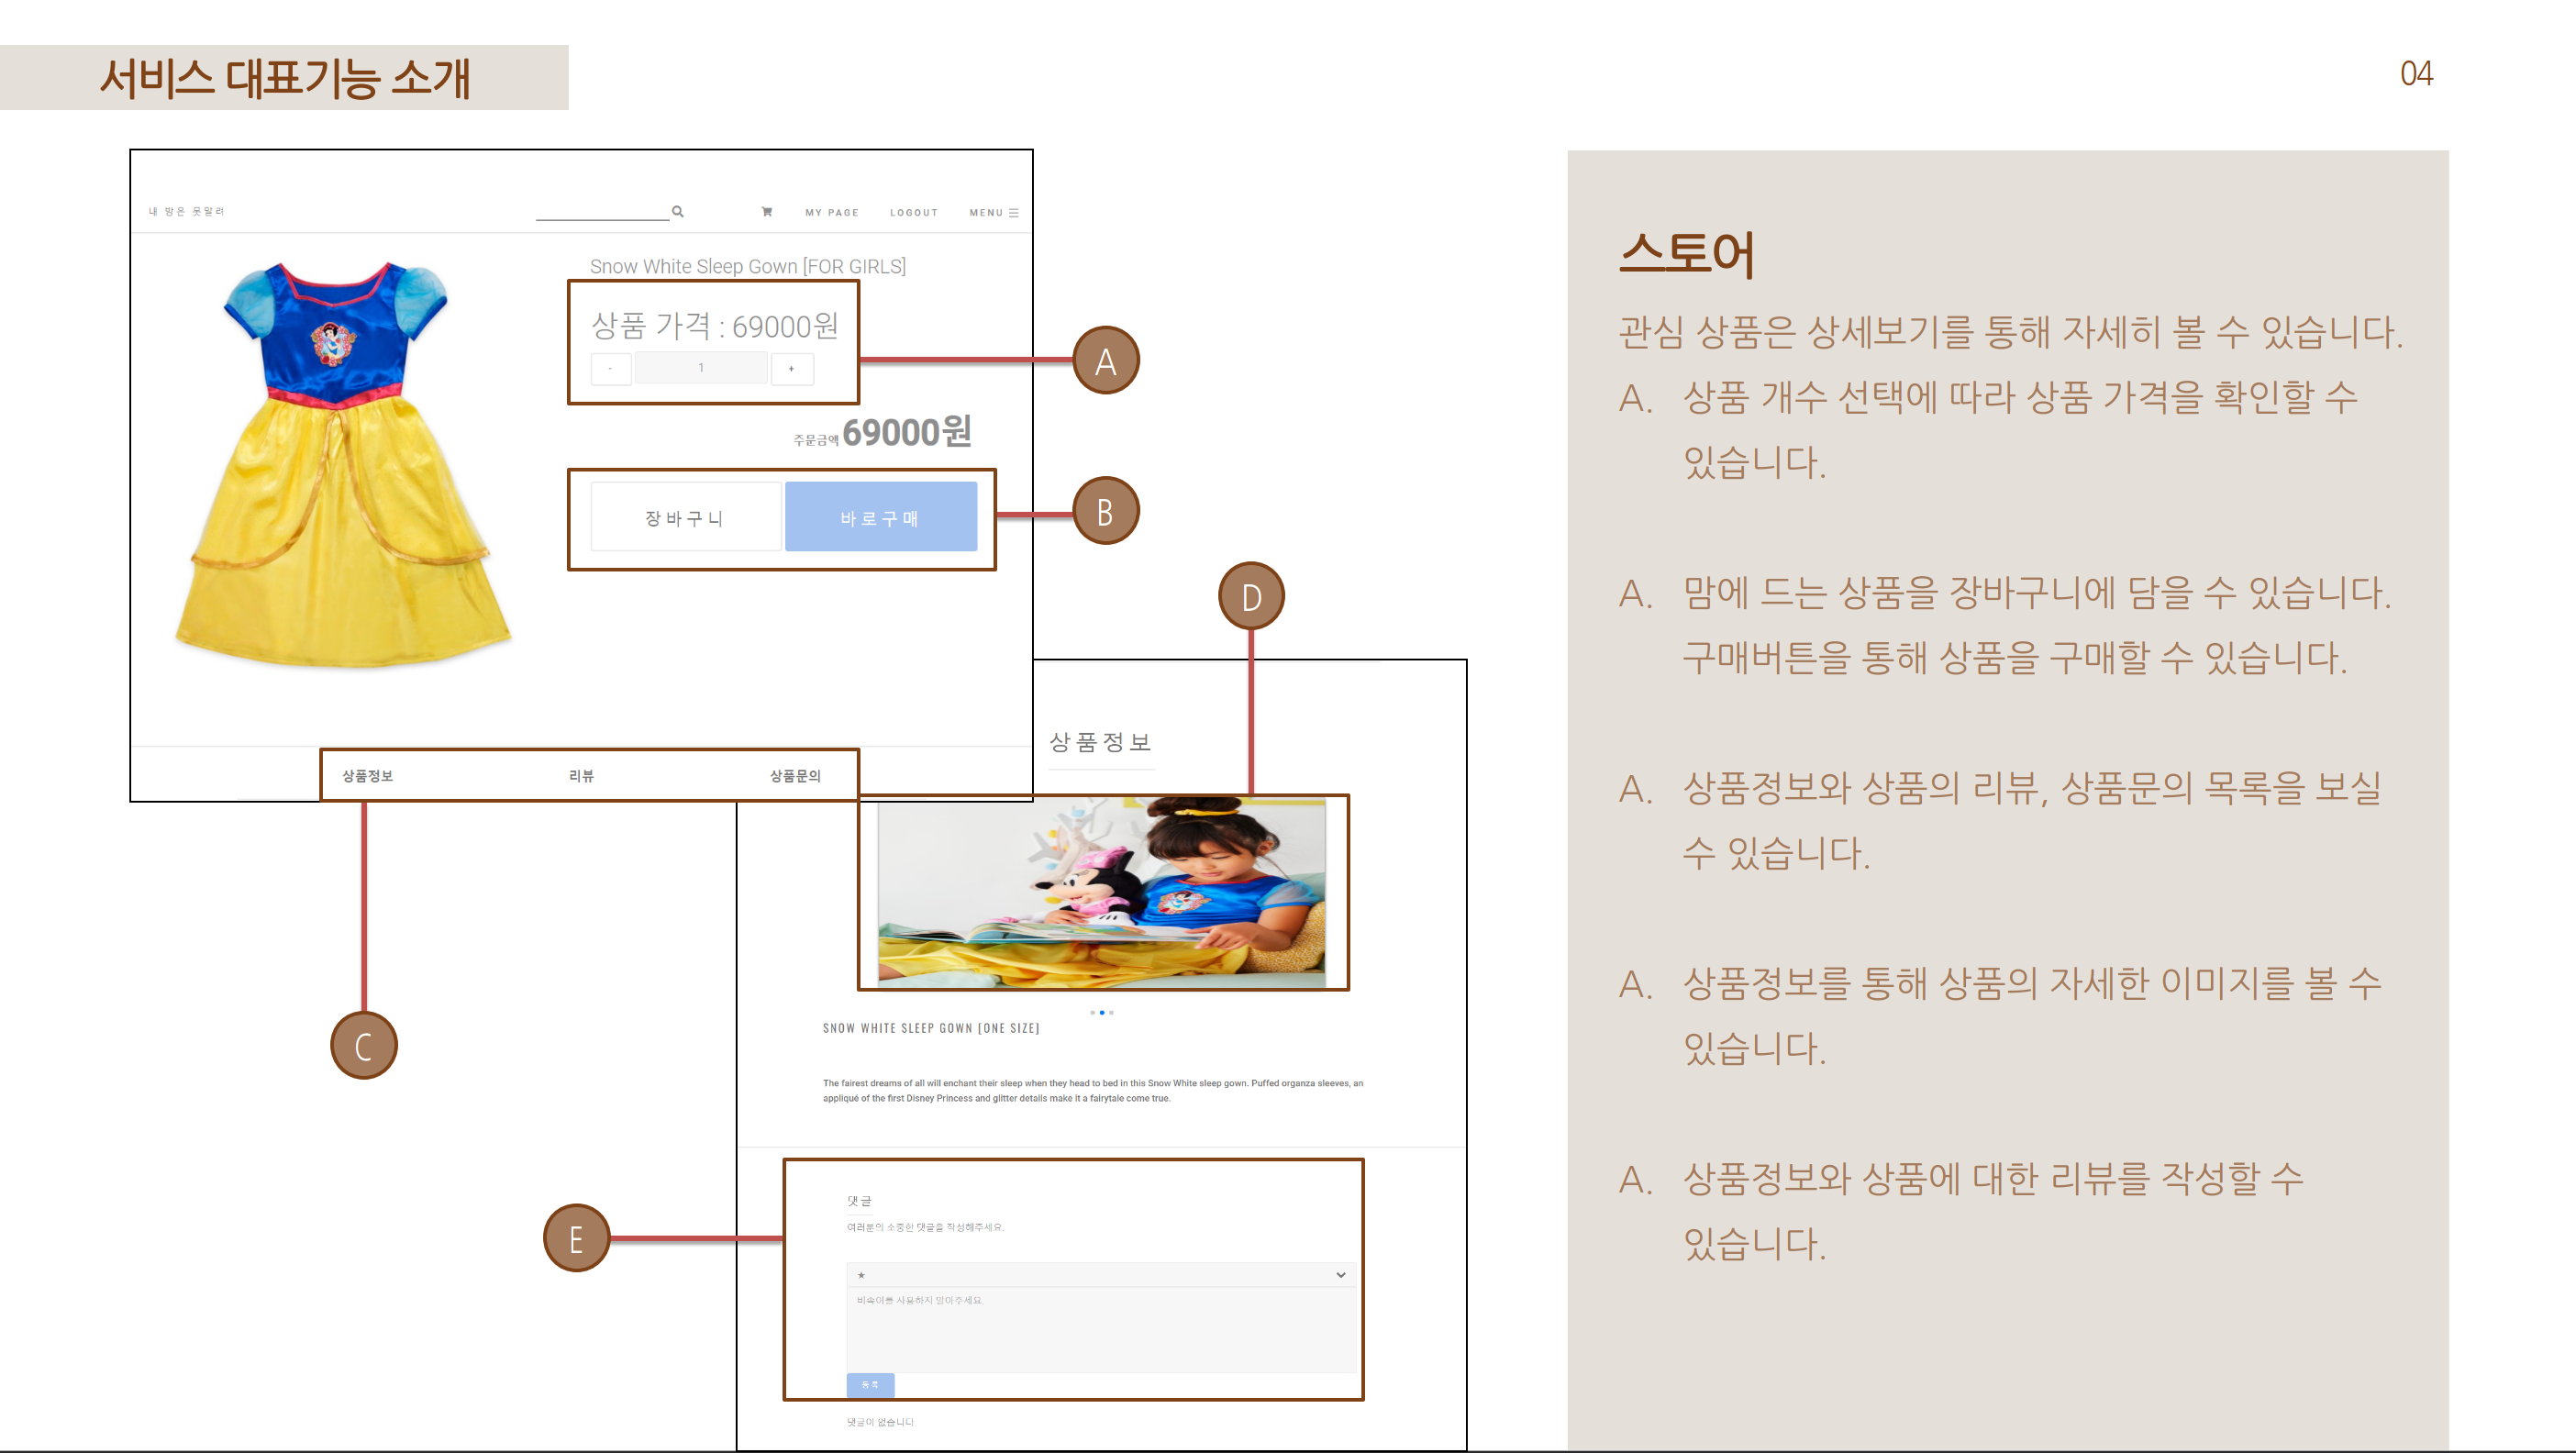 서비스 대표기능 소개
04
내 방은 못말려
MY PAGE
LOGOUT
MENU
Snow White Sleep Gown [FOR GIRLS]
상품 가격 : 69000원
-
1
+
A
주문금액 69000원
장바구니
바로구매
B
D
상품정보
리뷰
상품문의
C
상품정보
SNOW WHITE SLEEP GOWN [ONE SIZE]
The fairest dreams of all will enchant their sleep when they head to bed in this Snow White sleep gown. Puffed organza sleeves, an
appliqué of the first Disney Princess and glitter details make it a fairytale come true.
E
댓글
여러분의 소중한 댓글을 작성해주세요.
★
비속어를 사용하지 말아주세요.
등록
댓글이 없습니다.
스토어
관심 상품은 상세보기를 통해 자세히 볼 수 있습니다.
A. 상품 개수 선택에 따라 상품 가격을 확인할 수
있습니다.
A. 맘에 드는 상품을 장바구니에 담을 수 있습니다.
구매버튼을 통해 상품을 구매할 수 있습니다.
A. 상품정보와 상품의 리뷰, 상품문의 목록을 보실
수 있습니다.
A. 상품정보를 통해 상품의 자세한 이미지를 볼 수
있습니다.
A. 상품정보와 상품에 대한 리뷰를 작성할 수
있습니다.